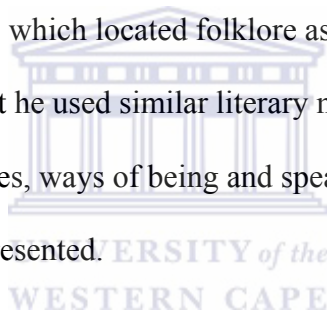 which located folklore as
t he used similar literary
es, ways of being and spea
esented.
UNIVERSITY of the
WESTERN CAPE